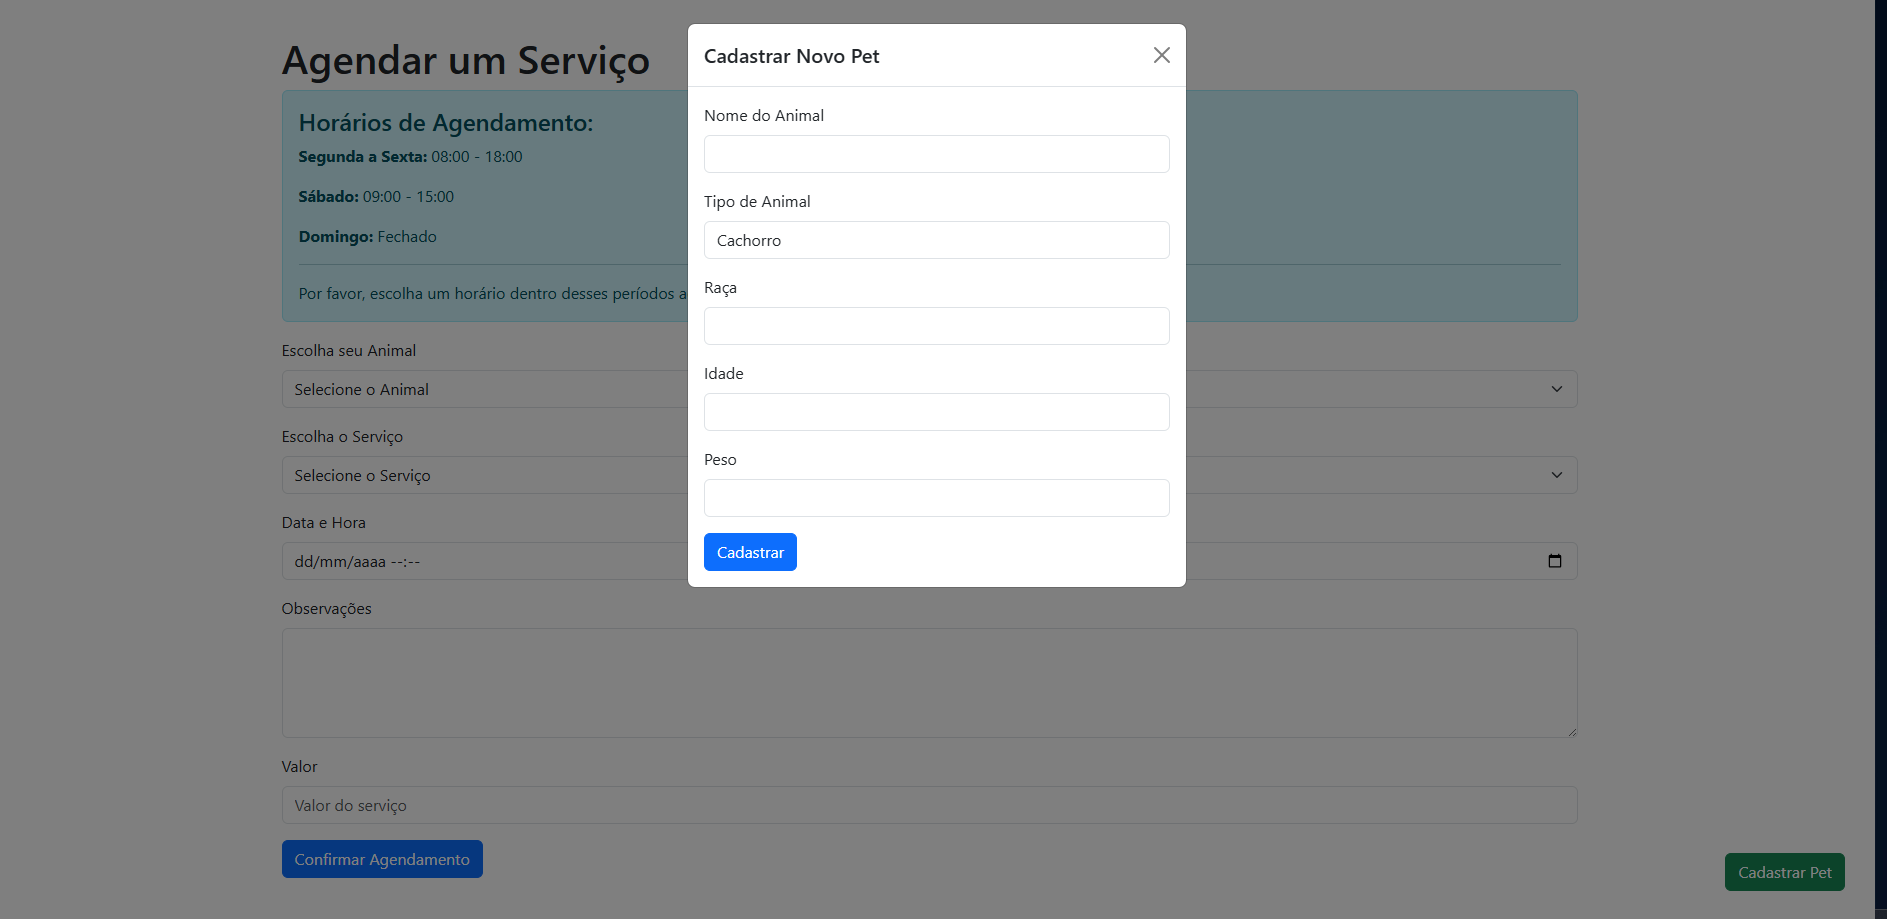 Agendar um Serviço
Horários de Agendamento:
Segunda a Sexta: 08:00 - 18:00
Sábado: 09:00 - 15:00
Domingo: Fechado
Por favor, escolha um horário dentro desses períodos a
Escolha seu Animal
Selecione o Animal
Escolha o Serviço
Selecione o Serviço
Data e Hora
dd/mm/aaaa --:--
Observações
Valor
Valor do serviço
Confirmar Agendamento
Cadastrar Novo Pet
Nome do Animal
Tipo de Animal
Cachorro
Raça
Idade
Peso
Cadastrar
Cadastrar Pet